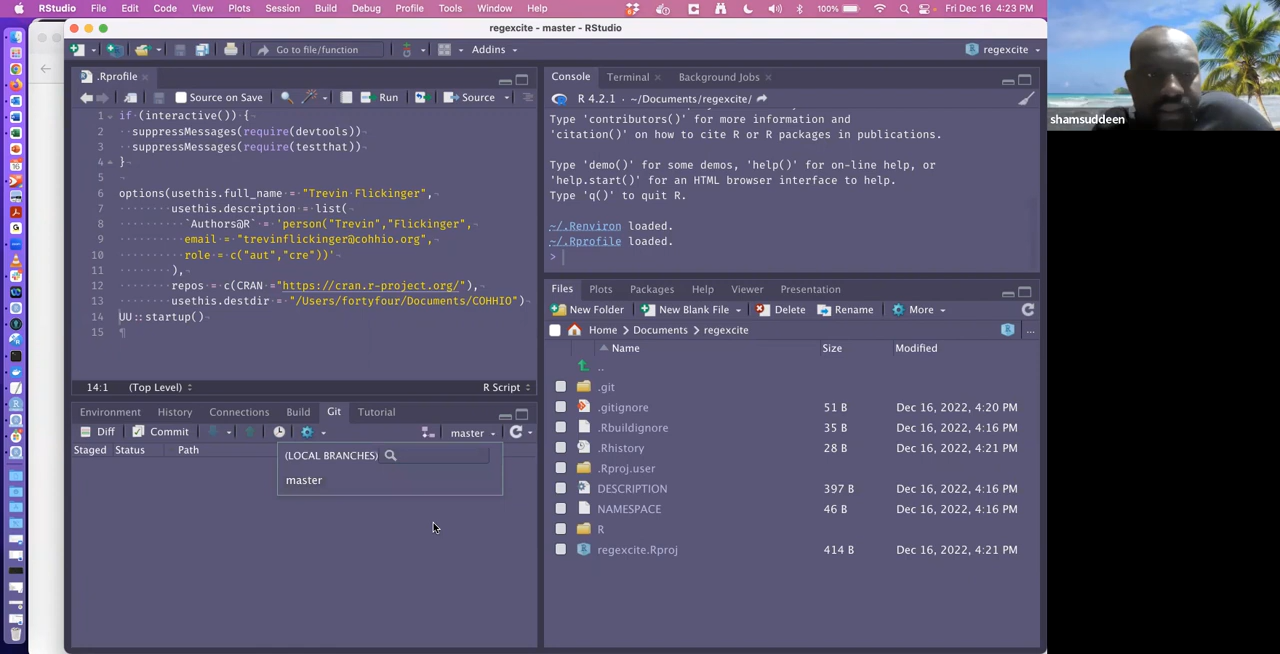 RStudio File Edit Code View Plots Session Build Debug Profile Tools Window Help 100% Fri Dec 16 4:23 PM
regexcite - master - RStudio
Go to file/function Addins regexcite
.Rprofile
Source on Save Run Source
1 if (interactive()) {
2 suppressMessages(require(devtools))
3 suppressMessages(require(testthat))
4 }
5
6 options(usethis.full_name = "Trevin Flickinger",
7 usethis.description = list(
8 `Authors@R` = 'person("Trevin","Flickinger",
9 email = "trevinflickinger@cohhio.org",
10 role = c("aut","cre"))'
11 ),
12 repos = c(CRAN = "https://cran.r-project.org/"),
13 usethis.destdir = "/Users/fortyfour/Documents/COHHIO")
14 UU::startup()
15 ¶
14:1 (Top Level) R Script
Environment History Connections Build Git Tutorial
Diff Commit master
Staged Status Path
(LOCAL BRANCHES)
master
Console Terminal Background Jobs
R 4.2.1 · ~/Documents/regexcite/
Type 'contributors()' for more information and
'citation()' on how to cite R or R packages in publications.
Type 'demo()' for some demos, 'help()' for on-line help, or
'help.start()' for an HTML browser interface to help.
Type 'q()' to quit R.
~/.Renviron loaded.
~/.Rprofile loaded.
>
Files Plots Packages Help Viewer Presentation
New Folder New Blank File Delete Rename More
Home Documents regexcite ...
Name Size Modified
..
.git
.gitignore 51 B Dec 16, 2022, 4:20 PM
.Rbuildignore 35 B Dec 16, 2022, 4:21 PM
.Rhistory 28 B Dec 16, 2022, 4:21 PM
.Rproj.user
DESCRIPTION 397 B Dec 16, 2022, 4:16 PM
NAMESPACE 46 B Dec 16, 2022, 4:16 PM
R
regexcite.Rproj 414 B Dec 16, 2022, 4:21 PM
shamsuddeen